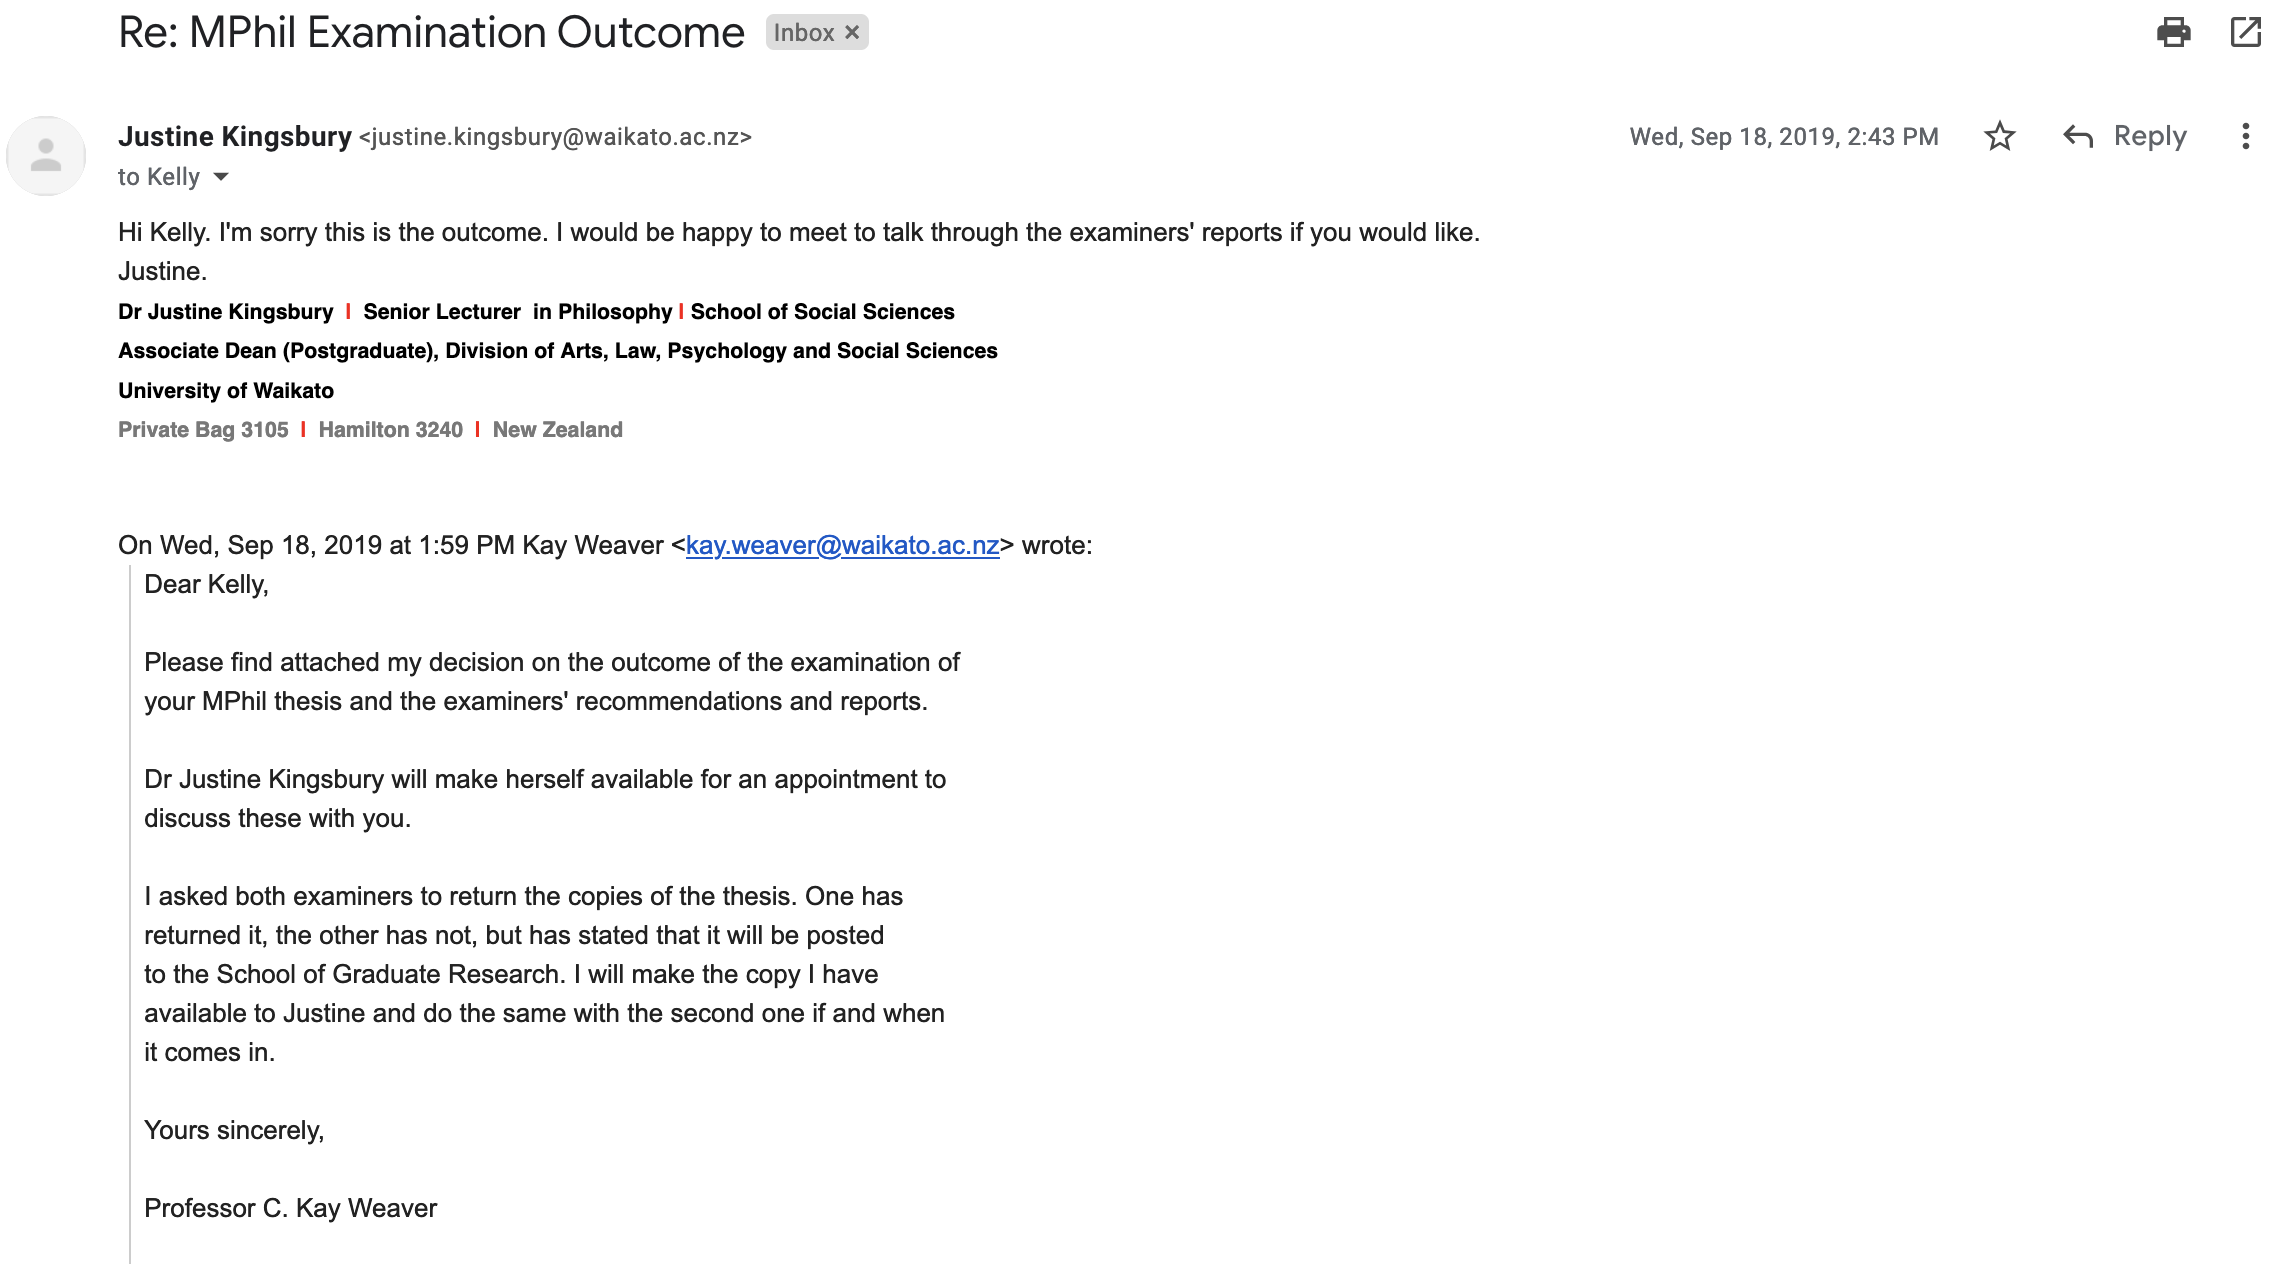 Re: MPhil Examination Outcome Inbox ×
Justine Kingsbury <justine.kingsbury@waikato.ac.nz> Wed, Sep 18, 2019, 2:43 PM Reply
to Kelly
Hi Kelly. I'm sorry this is the outcome. I would be happy to meet to talk through the examiners' reports if you would like.
Justine.
Dr Justine Kingsbury I Senior Lecturer in Philosophy I School of Social Sciences
Associate Dean (Postgraduate), Division of Arts, Law, Psychology and Social Sciences
University of Waikato
Private Bag 3105 I Hamilton 3240 I New Zealand
On Wed, Sep 18, 2019 at 1:59 PM Kay Weaver <kay.weaver@waikato.ac.nz> wrote:
Dear Kelly,
Please find attached my decision on the outcome of the examination of
your MPhil thesis and the examiners' recommendations and reports.
Dr Justine Kingsbury will make herself available for an appointment to
discuss these with you.
I asked both examiners to return the copies of the thesis. One has
returned it, the other has not, but has stated that it will be posted
to the School of Graduate Research. I will make the copy I have
available to Justine and do the same with the second one if and when
it comes in.
Yours sincerely,
Professor C. Kay Weaver